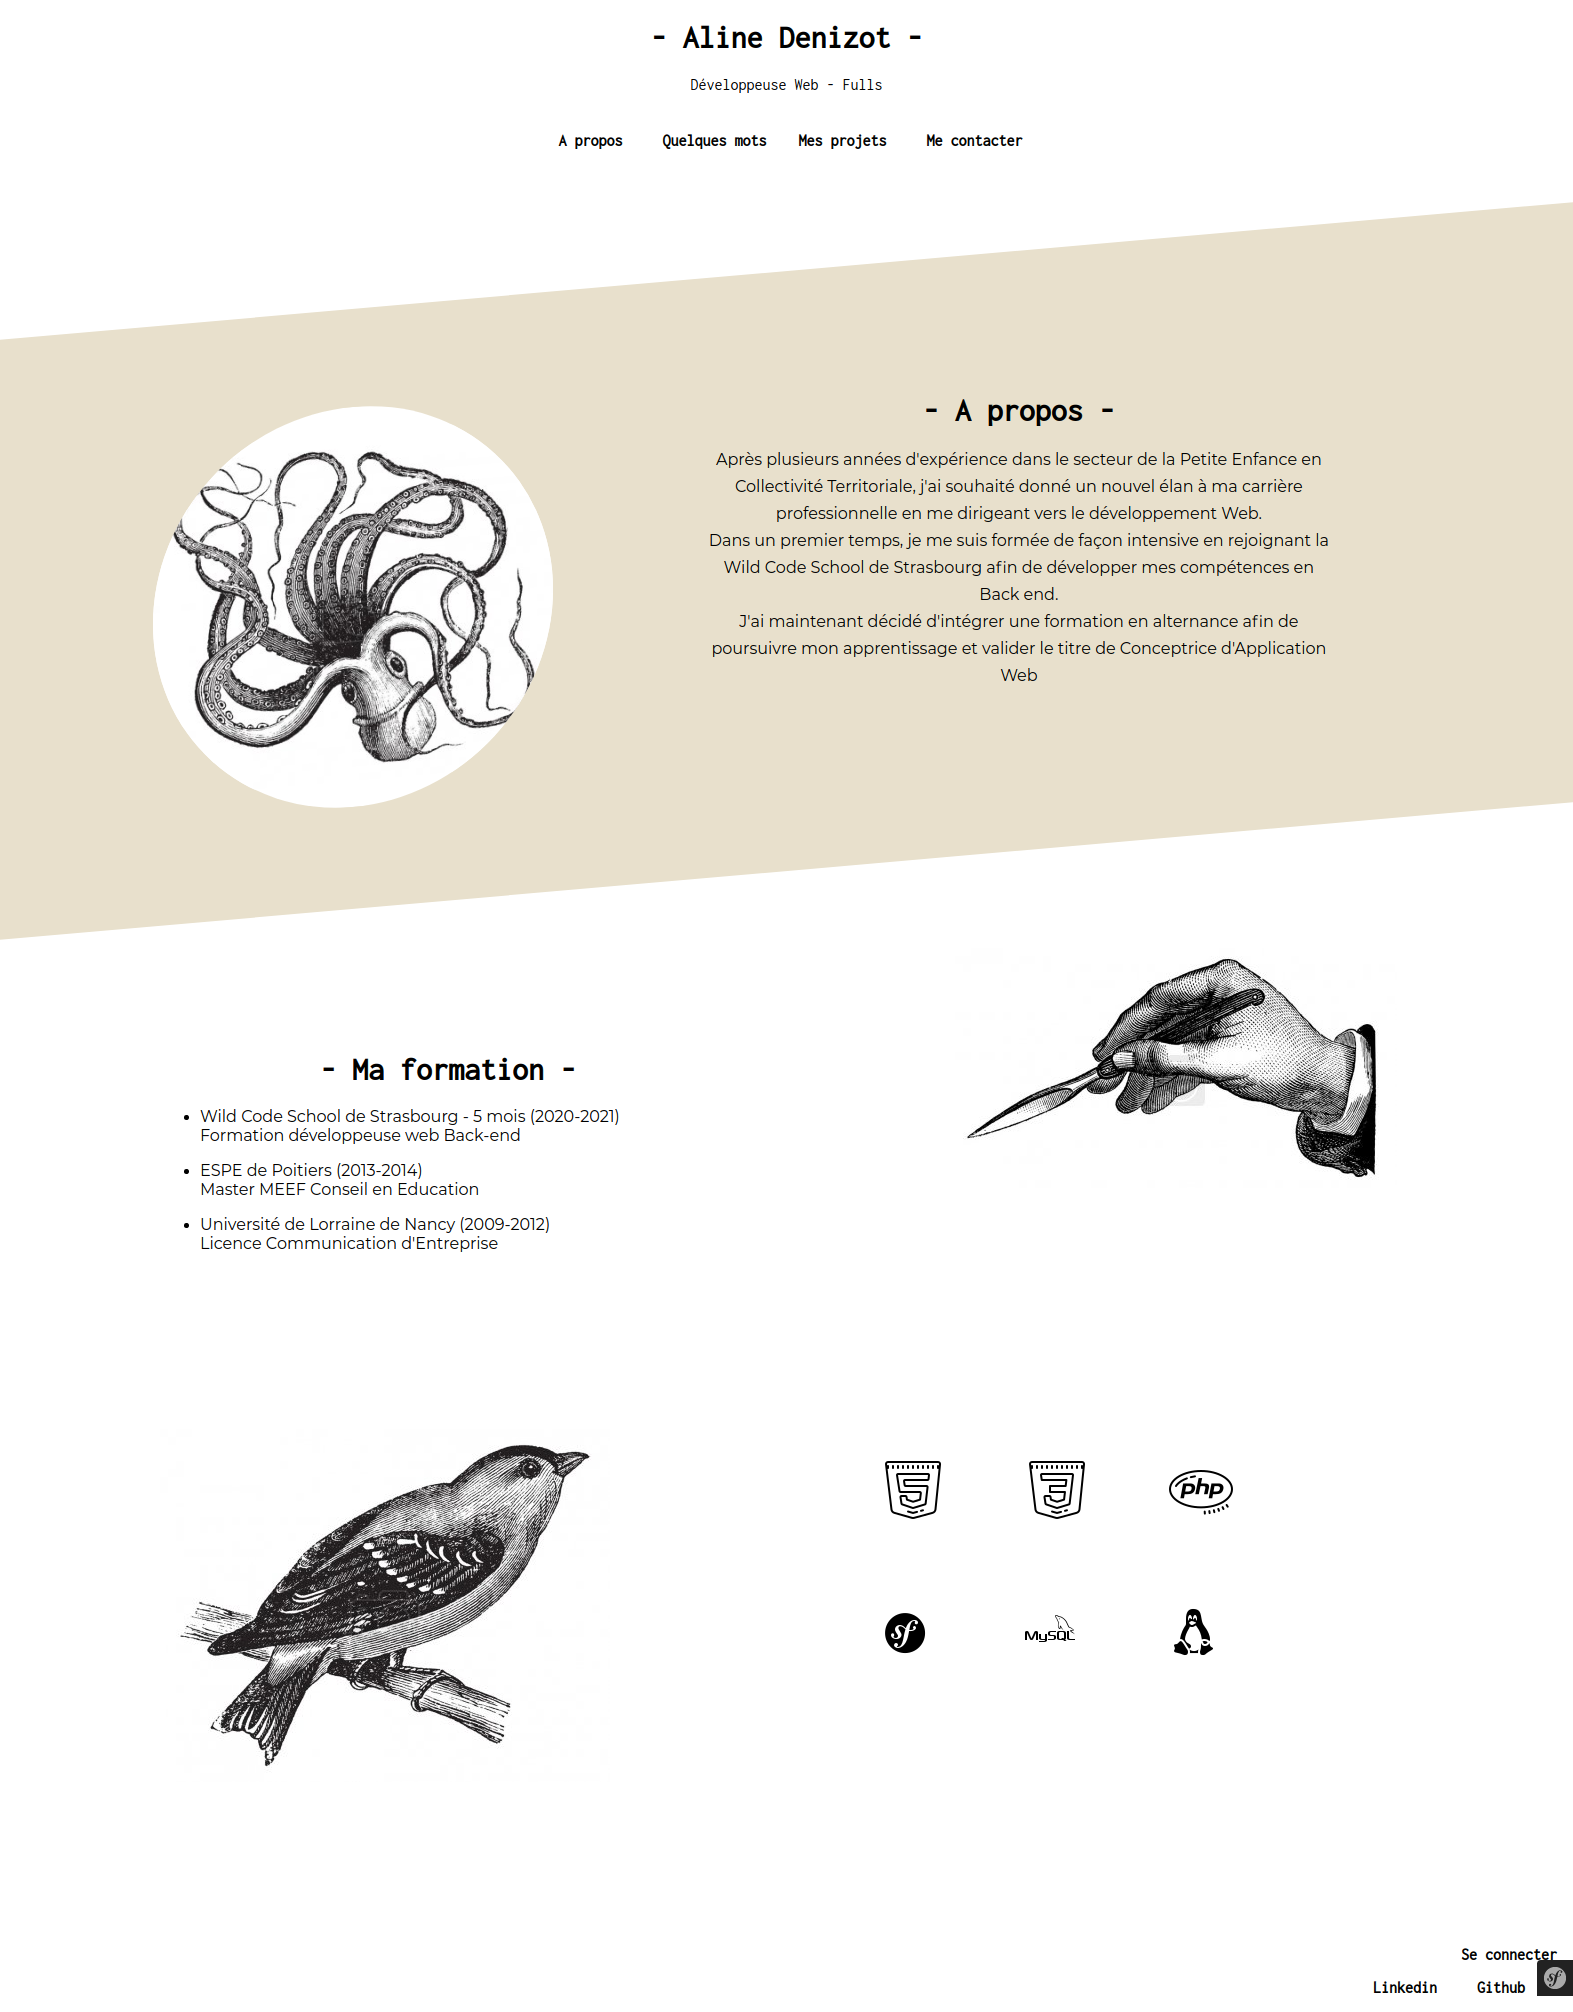 - Aline Denizot -
Développeuse Web - Fulls
A propos Quelques mots Mes projets Me contacter
- A propos -
Après plusieurs années d'expérience dans le secteur de la Petite Enfance en
Collectivité Territoriale, j'ai souhaité donné un nouvel élan à ma carrière
professionnelle en me dirigeant vers le développement Web.
Dans un premier temps, je me suis formée de façon intensive en rejoignant la
Wild Code School de Strasbourg afin de développer mes compétences en
Back end.
J'ai maintenant décidé d'intégrer une formation en alternance afin de
poursuivre mon apprentissage et valider le titre de Conceptrice d'Application
Web
- Ma formation -
Wild Code School de Strasbourg - 5 mois (2020-2021)
Formation développeuse web Back-end
ESPE de Poitiers (2013-2014)
Master MEEF Conseil en Education
Université de Lorraine de Nancy (2009-2012)
Licence Communication d'Entreprise
5 3 php
sf MySQL
Se connecter
Linkedin Github sf